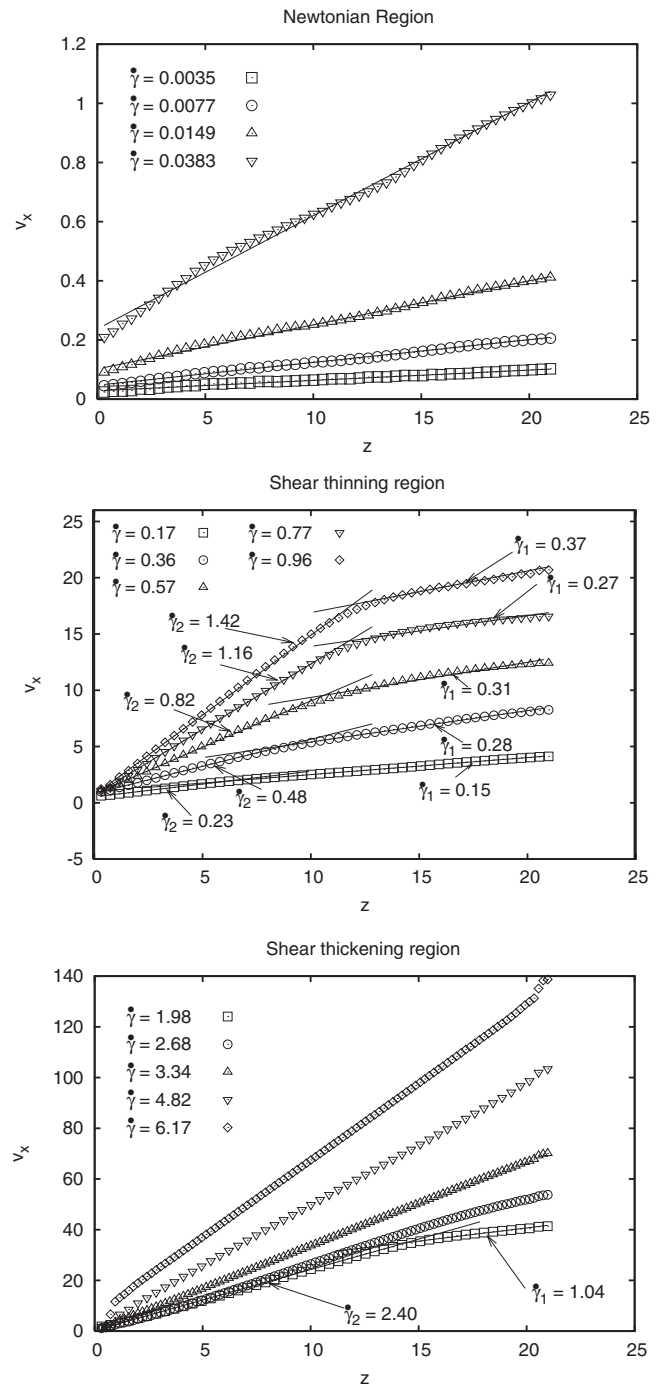 Newtonian Region
1.2
1
0.8
0.6
0.4
0.2
0
γ̇ = 0.0035
γ̇ = 0.0077
γ̇ = 0.0149
γ̇ = 0.0383
v_x
0 5 10 15 20 25
z
Shear thinning region
25
20
15
10
5
0
-5
γ̇ = 0.17 γ̇ = 0.77
γ̇ = 0.36 γ̇ = 0.96
γ̇ = 0.57
γ̇₁ = 0.37
γ̇₁ = 0.27
γ̇₂ = 1.42
γ̇₂ = 1.16
γ̇₂ = 0.82
γ̇₁ = 0.31
γ̇₁ = 0.28
γ̇₂ = 0.48
γ̇₁ = 0.15
γ̇₂ = 0.23
v_x
0 5 10 15 20 25
z
Shear thickening region
140
120
100
80
60
40
20
0
γ̇ = 1.98
γ̇ = 2.68
γ̇ = 3.34
γ̇ = 4.82
γ̇ = 6.17
γ̇₁ = 1.04
γ̇₂ = 2.40
v_x
0 5 10 15 20 25
z